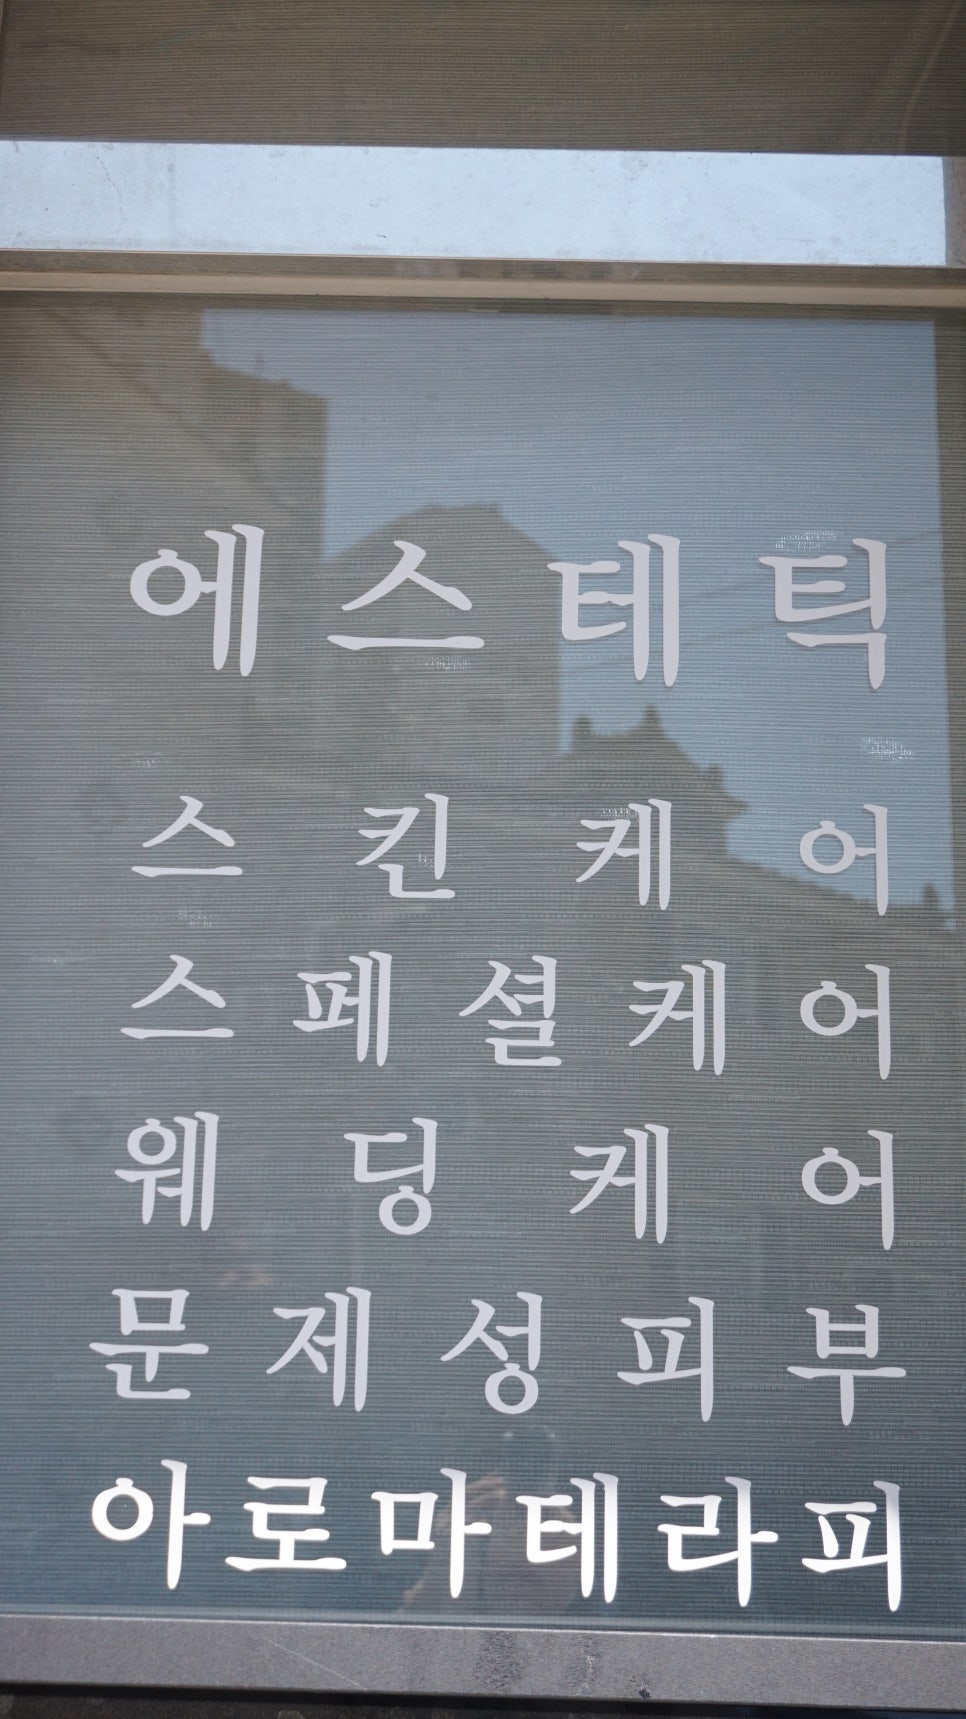 에스테틱
스킨케어
스페셜케어
웨딩케어
문제성피부
아로마테라피